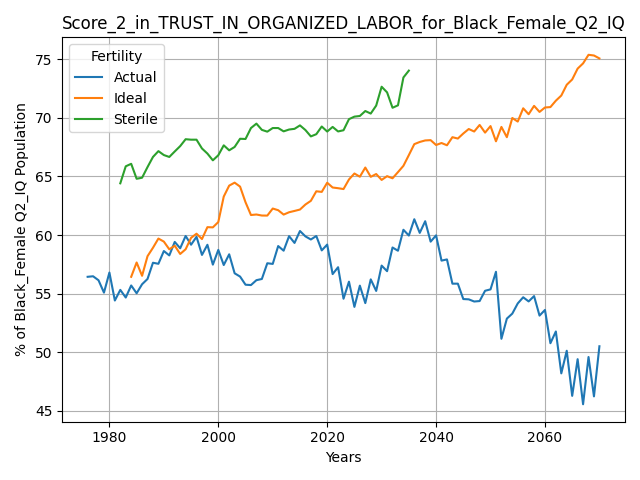 Score_2_in_TRUST_IN_ORGANIZED_LABOR_for_Black_Female_Q2_IQ
Fertility
Actual
Ideal
Sterile
% of Black_Female Q2_IQ Population
75
70
65
60
55
50
45
1980
2000
2020
2040
2060
Years